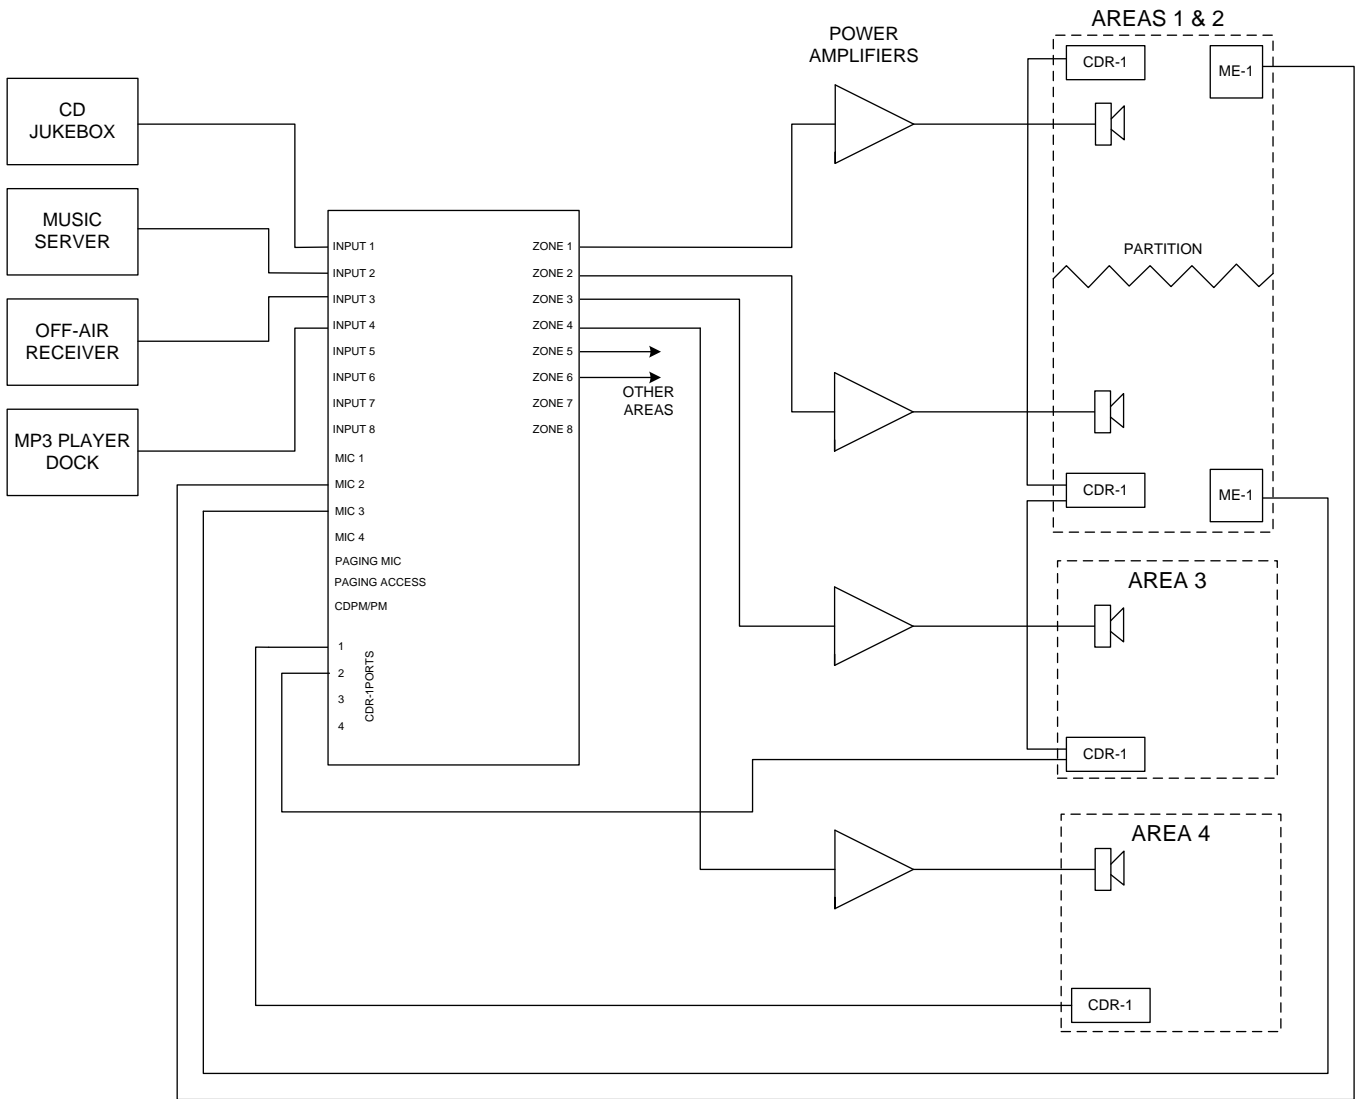 AREAS 1 & 2
POWER
AMPLIFIERS
CDR-1
ME-1
CD
JUKEBOX
MUSIC
SERVER
OFF-AIR
RECEIVER
MP3 PLAYER
DOCK
INPUT 1
INPUT 2
INPUT 3
INPUT 4
INPUT 5
INPUT 6
INPUT 7
INPUT 8
MIC 1
MIC 2
MIC 3
MIC 4
PAGING MIC
PAGING ACCESS
CDPM/PM
1
2
3
4
CDR-1PORTS
ZONE 1
ZONE 2
ZONE 3
ZONE 4
ZONE 5
ZONE 6
ZONE 7
ZONE 8
OTHER
AREAS
PARTITION
CDR-1
ME-1
AREA 3
CDR-1
AREA 4
CDR-1